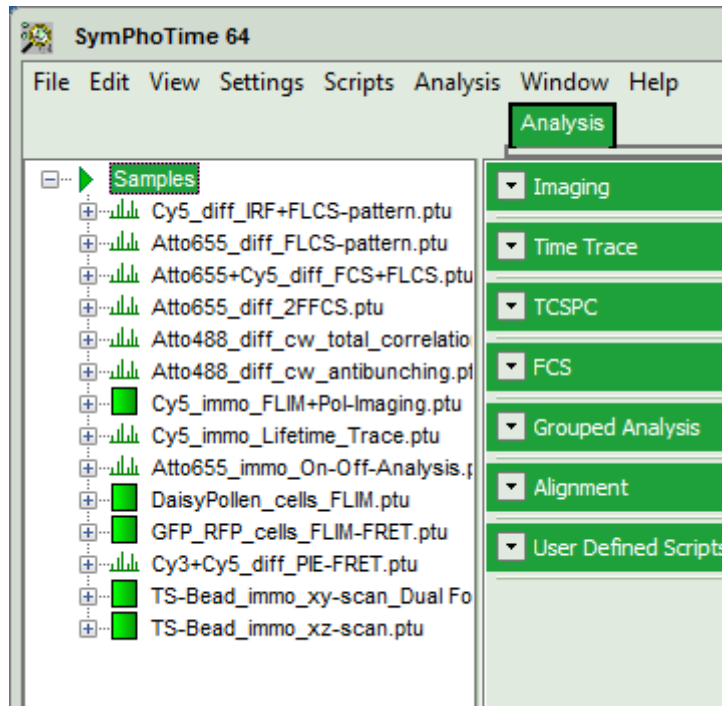 SymPhoTime 64
File Edit View Settings Scripts Analysis Window Help
Analysis
Samples
Cy5_diff_IRF+FLCS-pattern.ptu
Atto655_diff_FLCS-pattern.ptu
Atto655+Cy5_diff_FCS+FLCS.ptu
Atto655_diff_2FFCS.ptu
Atto488_diff_cw_total_correlatio
Atto488_diff_cw_antibunching.pt
Cy5_immo_FLIM+Pol-Imaging.ptu
Cy5_immo_Lifetime_Trace.ptu
Atto655_immo_On-Off-Analysis.p
DaisyPollen_cells_FLIM.ptu
GFP_RFP_cells_FLIM-FRET.ptu
Cy3+Cy5_diff_PIE-FRET.ptu
TS-Bead_immo_xy-scan_Dual Fo
TS-Bead_immo_xz-scan.ptu
Imaging
Time Trace
TCSPC
FCS
Grouped Analysis
Alignment
User Defined Scripts